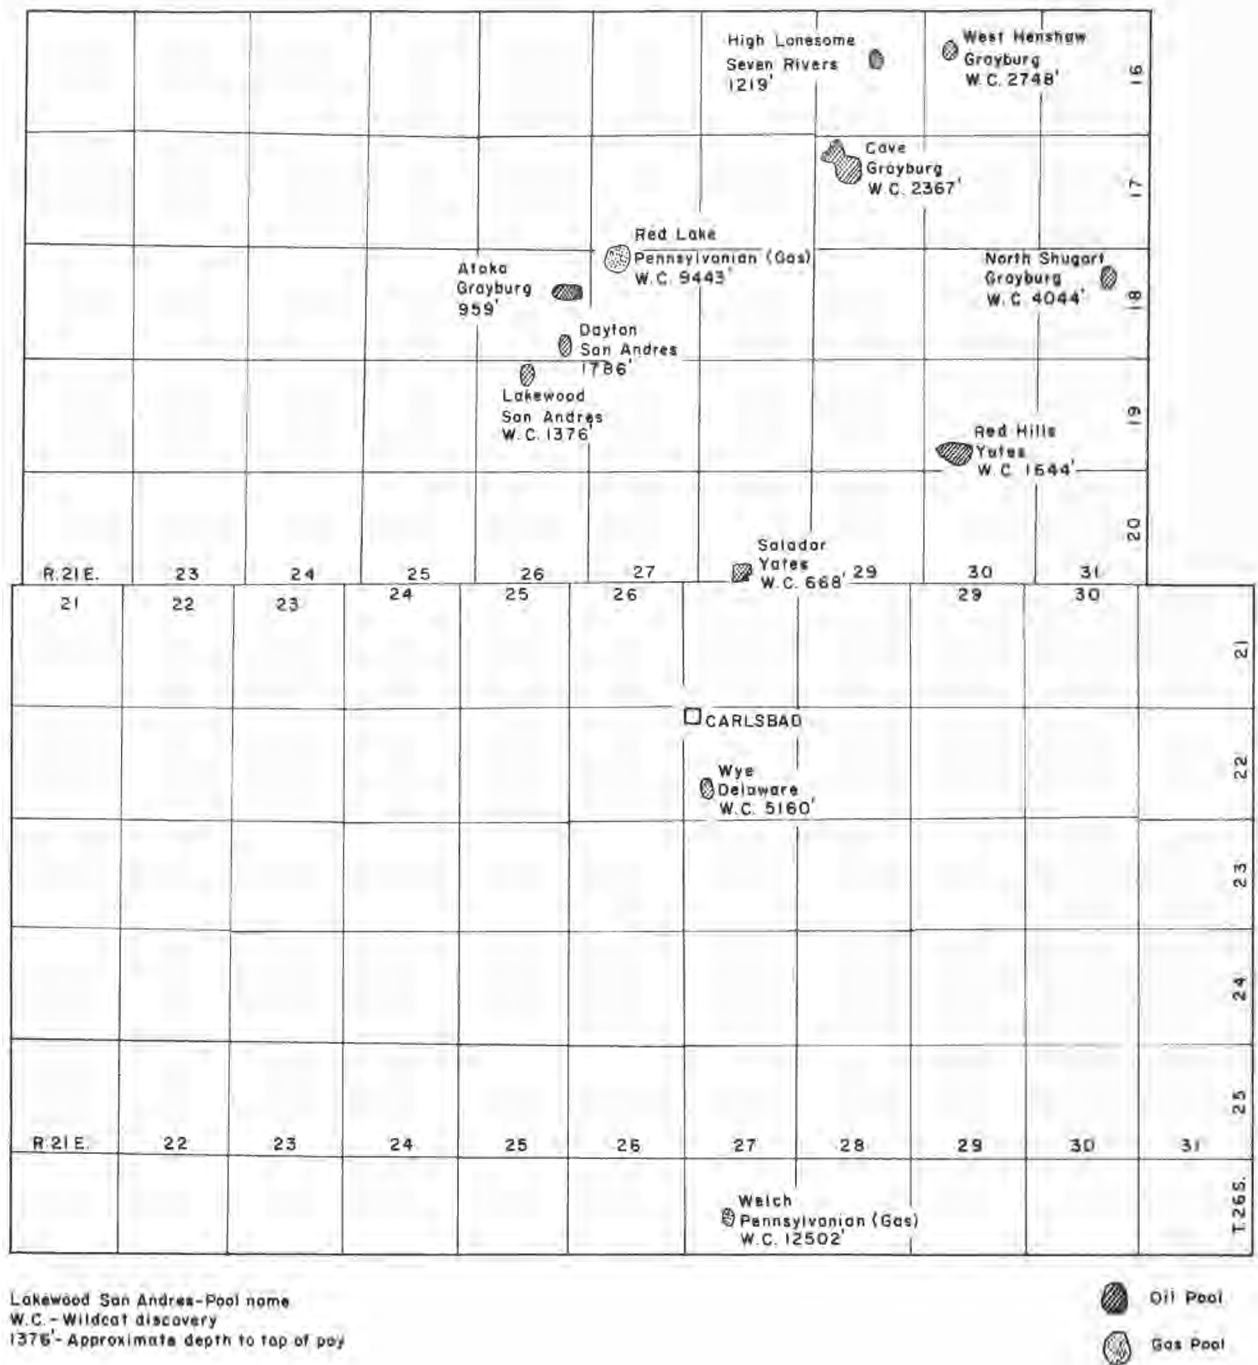 High Lonesome
Seven Rivers
1219'
West Henshaw
Grayburg
W.C. 2748'
16
Cave
Grayburg
W.C. 2367'
17
Red Lake
Pennsylvanian (Gas)
W.C. 9443'
Atoka
Grayburg
959'
North Shugart
Grayburg
W.C. 4044'
18
Dayton
San Andres
1786'
Lakewood
San Andres
W.C. 1376'
19
Red Hills
Yates
W.C. 1644'
20
Salador
Yates
W.C. 668'
R.21E. 23 24 25 26 27 29 30 31
21 22 23 24 25 26 29 30
21
CARLSBAD
22
Wye
Delaware
W.C. 5160'
23
24
25
R.21E. 22 23 24 25 26 27 28 29 30 31
T.26S.
Welch
Pennsylvanian (Gas)
W.C. 12502'
Lakewood San Andres-Pool name
W.C.-Wildcat discovery
1376'-Approximate depth to top of pay
Oil Pool
Gas Pool